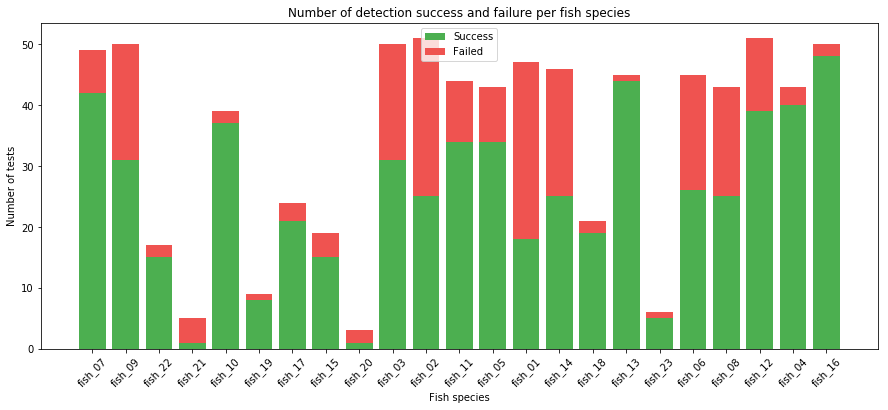 Number of detection success and failure per fish species
Success
Failed
Number of tests
50
40
30
20
10
0
fish_07
fish_09
fish_22
fish_21
fish_10
fish_19
fish_17
fish_15
fish_20
fish_03
fish_02
fish_11
fish_05
fish_01
fish_14
fish_18
fish_13
fish_23
fish_06
fish_08
fish_12
fish_04
fish_16
Fish species